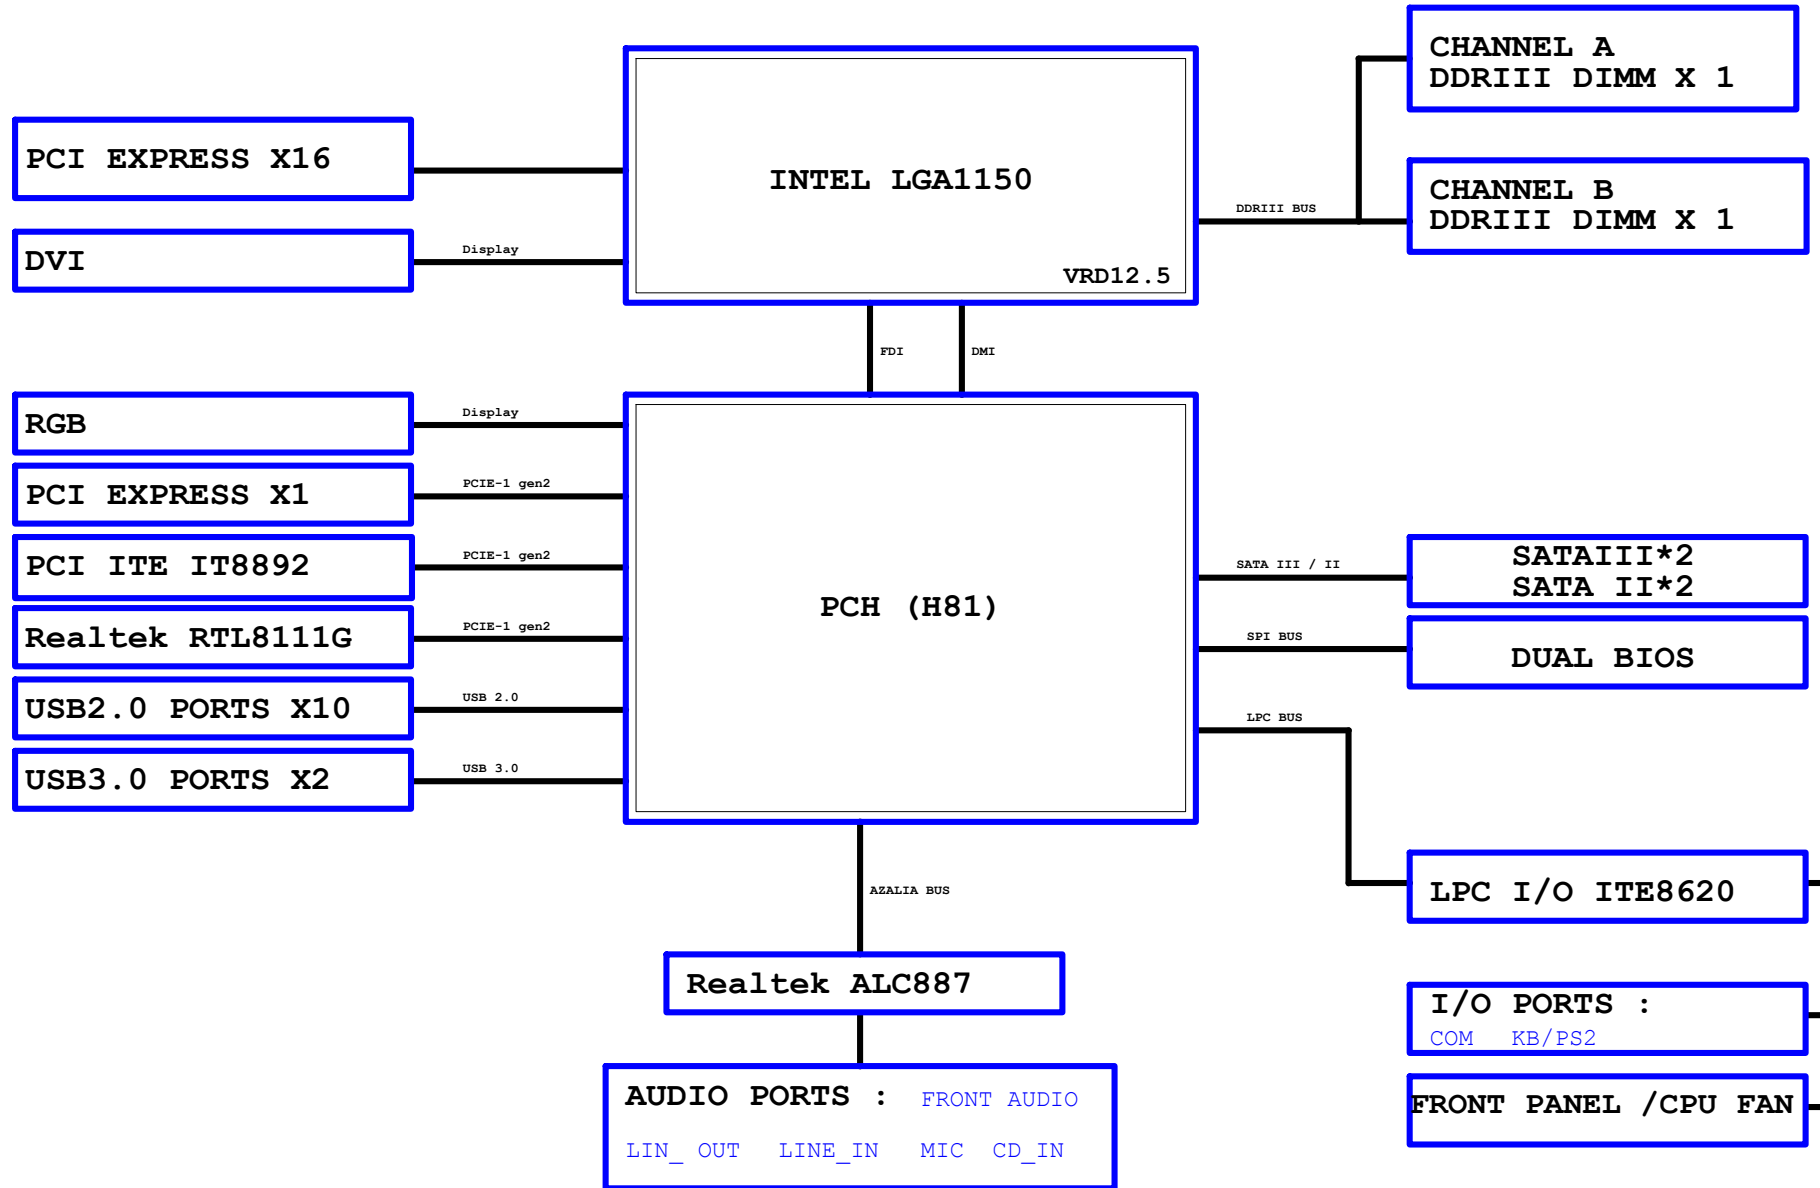 CHANNEL A
DDRIII DIMM X 1
PCI EXPRESS X16
INTEL LGA1150
CHANNEL B
DDRIII DIMM X 1
DDRIII BUS
DVI
Display
VRD12.5
FDI
DMI
RGB
Display
PCI EXPRESS X1
PCIE-1 gen2
PCI ITE IT8892
PCIE-1 gen2
Realtek RTL8111G
PCIE-1 gen2
USB2.0 PORTS X10
USB 2.0
USB3.0 PORTS X2
USB 3.0
PCH (H81)
SATA III / II
SATAIII*2
SATA II*2
SPI BUS
DUAL BIOS
LPC BUS
LPC I/O ITE8620
AZALIA BUS
Realtek ALC887
I/O PORTS :
COM KB/PS2
AUDIO PORTS : FRONT AUDIO
LIN_ OUT LINE_IN MIC CD_IN
FRONT PANEL /CPU FAN